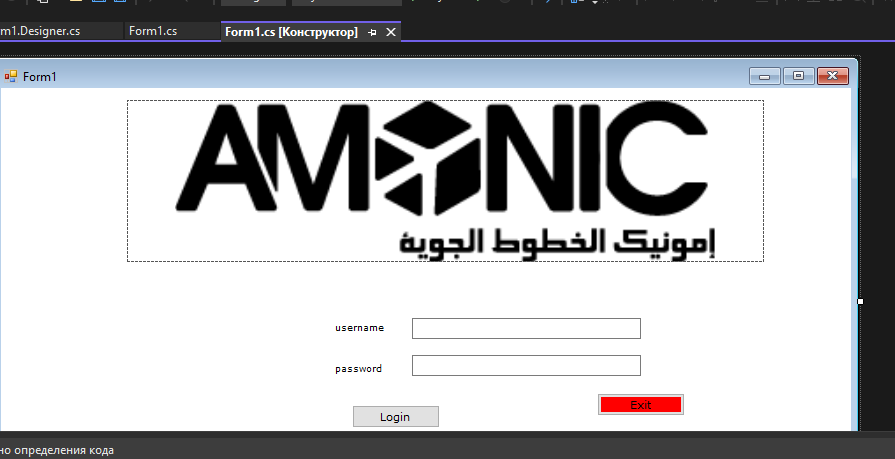 m1.Designer.cs Form1.cs Form1.cs [Конструктор]
Form1
AMONIC
إمونيک الخطوط الجوية
username
password
Login Exit
но определения кода